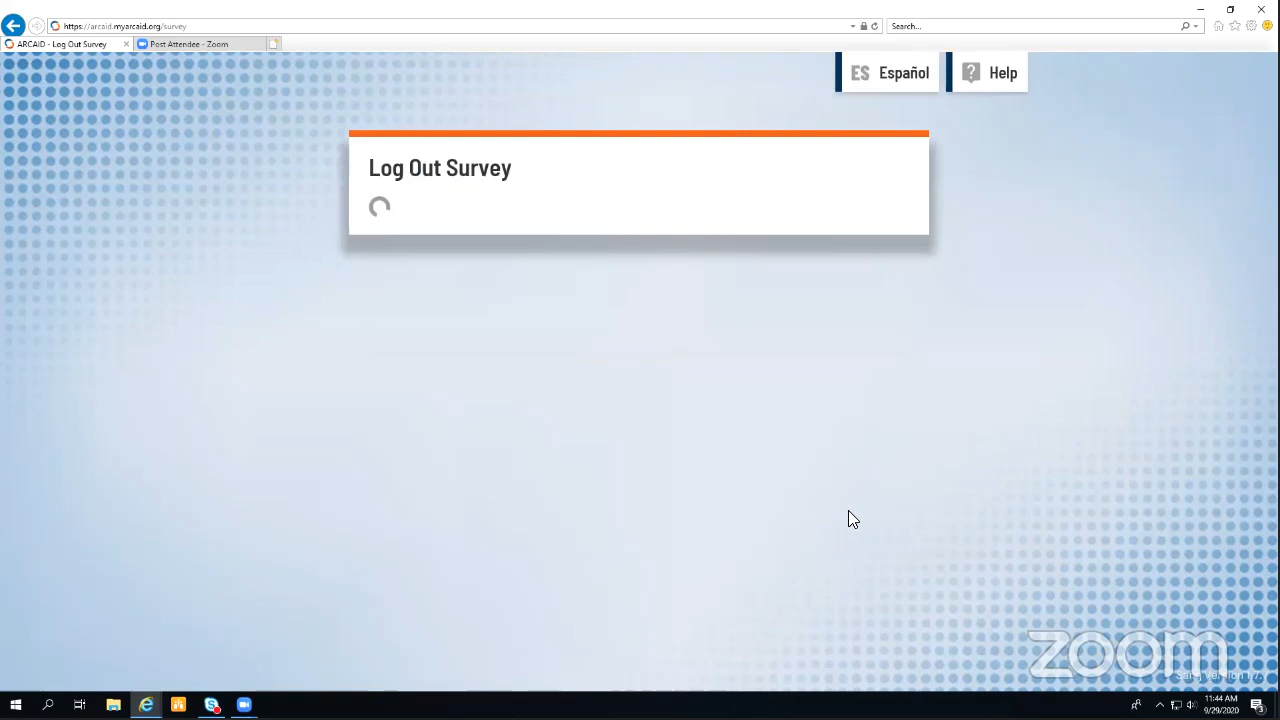 https://arcaid.myarcaid.org/survey
Search...
ARCAID - Log Out Survey
Post Attendee - Zoom
ES Español
? Help
Log Out Survey
zoom
11:44 AM
9/29/2020
3